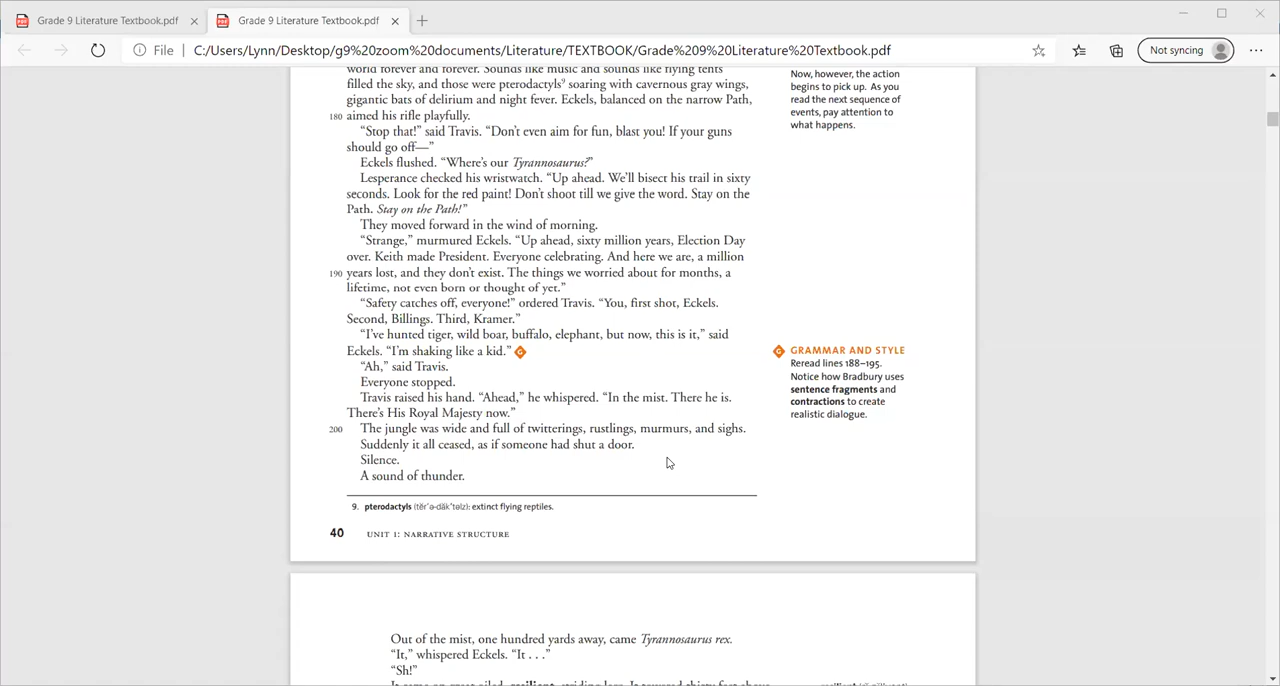 Grade 9 Literature Textbook.pdf
Grade 9 Literature Textbook.pdf
File
C:/Users/Lynn/Desktop/g9%20zoom%20documents/Literature/TEXTBOOK/Grade%209%20Literature%20Textbook.pdf
Not syncing
world forever and forever. Sounds like music and sounds like flying tents
filled the sky, and those were pterodactyls⁹ soaring with cavernous gray wings,
gigantic bats of delirium and night fever. Eckels, balanced on the narrow Path,
180 aimed his rifle playfully.
“Stop that!” said Travis. “Don’t even aim for fun, blast you! If your guns
should go off—”
Eckels flushed. “Where’s our Tyrannosaurus?”
Lesperance checked his wristwatch. “Up ahead. We’ll bisect his trail in sixty
seconds. Look for the red paint! Don’t shoot till we give the word. Stay on the
Path. Stay on the Path!”
They moved forward in the wind of morning.
“Strange,” murmured Eckels. “Up ahead, sixty million years, Election Day
over. Keith made President. Everyone celebrating. And here we are, a million
190 years lost, and they don’t exist. The things we worried about for months, a
lifetime, not even born or thought of yet.”
“Safety catches off, everyone!” ordered Travis. “You, first shot, Eckels.
Second, Billings. Third, Kramer.”
“I’ve hunted tiger, wild boar, buffalo, elephant, but now, this is it,” said
Eckels. “I’m shaking like a kid.” G
“Ah,” said Travis.
Everyone stopped.
Travis raised his hand. “Ahead,” he whispered. “In the mist. There he is.
There’s His Royal Majesty now.”
200 The jungle was wide and full of twitterings, rustlings, murmurs, and sighs.
Suddenly it all ceased, as if someone had shut a door.
Silence.
A sound of thunder.
Now, however, the action
begins to pick up. As you
read the next sequence of
events, pay attention to
what happens.
G GRAMMAR AND STYLE
Reread lines 188–195.
Notice how Bradbury uses
sentence fragments and
contractions to create
realistic dialogue.
9. pterodactyls (tĕr′ə-dăk′təlz): extinct flying reptiles.
40 UNIT 1: NARRATIVE STRUCTURE
Out of the mist, one hundred yards away, came Tyrannosaurus rex.
“It,” whispered Eckels. “It . . .”
“Sh!”
It came on great oiled, resilient, striding legs. It towered thirty feet above